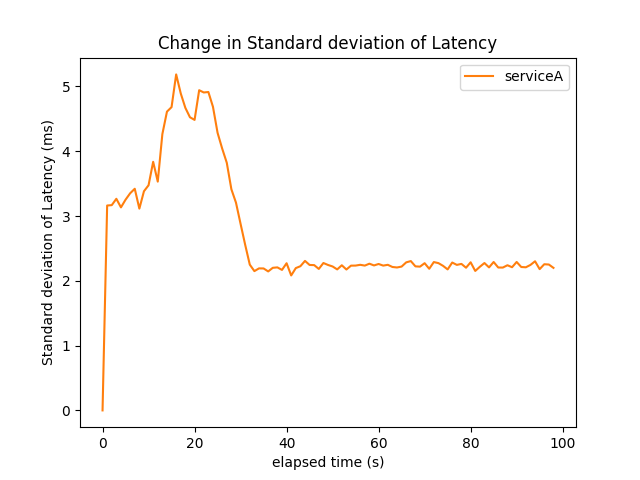 Change in Standard deviation of Latency
serviceA
Standard deviation of Latency (ms)
5
4
3
2
1
0
0 20 40 60 80 100
elapsed time (s)